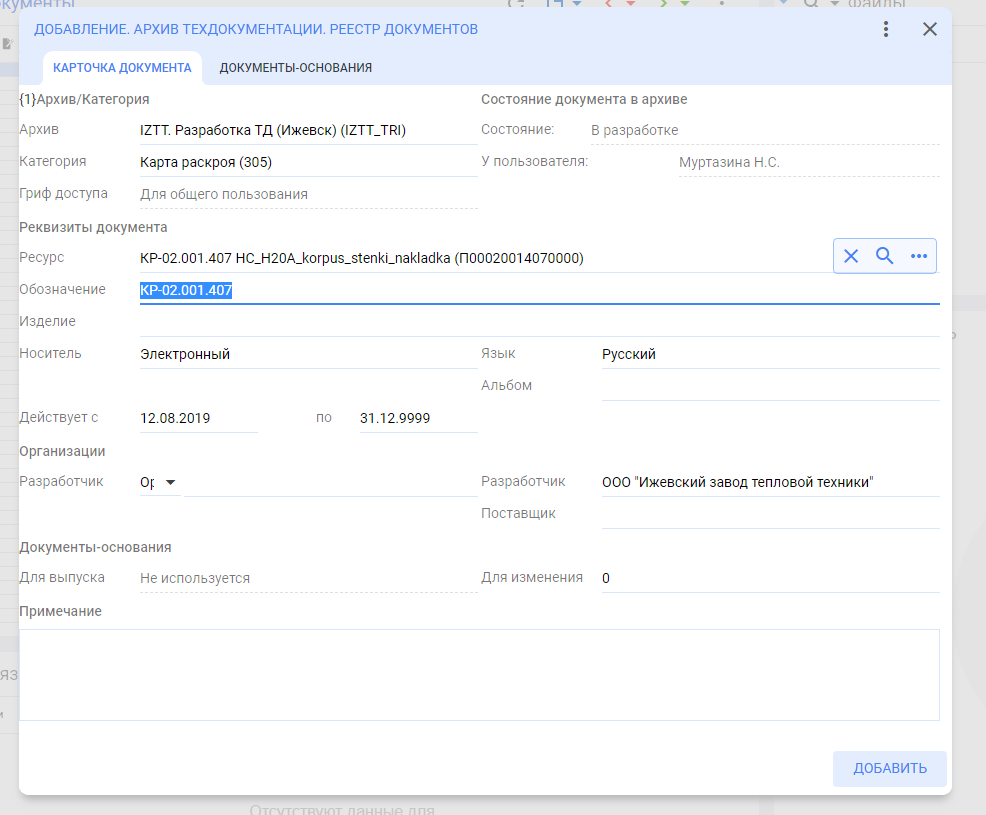 ДОБАВЛЕНИЕ. АРХИВ ТЕХДОКУМЕНТАЦИИ. РЕЕСТР ДОКУМЕНТОВ
КАРТОЧКА ДОКУМЕНТА ДОКУМЕНТЫ-ОСНОВАНИЯ
{1}Архив/Категория Состояние документа в архиве
Архив IZTT. Разработка ТД (Ижевск) (IZTT_TRI) Состояние: В разработке
Категория Карта раскроя (305) У пользователя: Муртазина Н.С.
Гриф доступа Для общего пользования
Реквизиты документа
Ресурс КР-02.001.407 НС_Н20А_korpus_stenki_nakladka (П00020014070000)
Обозначение КР-02.001.407
Изделие
Носитель Электронный Язык Русский
Альбом
Действует с 12.08.2019 по 31.12.9999
Организации
Разработчик Ор Разработчик ООО "Ижевский завод тепловой техники"
Поставщик
Документы-основания
Для выпуска Не используется Для изменения 0
Примечание
ДОБАВИТЬ
Отсутствуют данные для